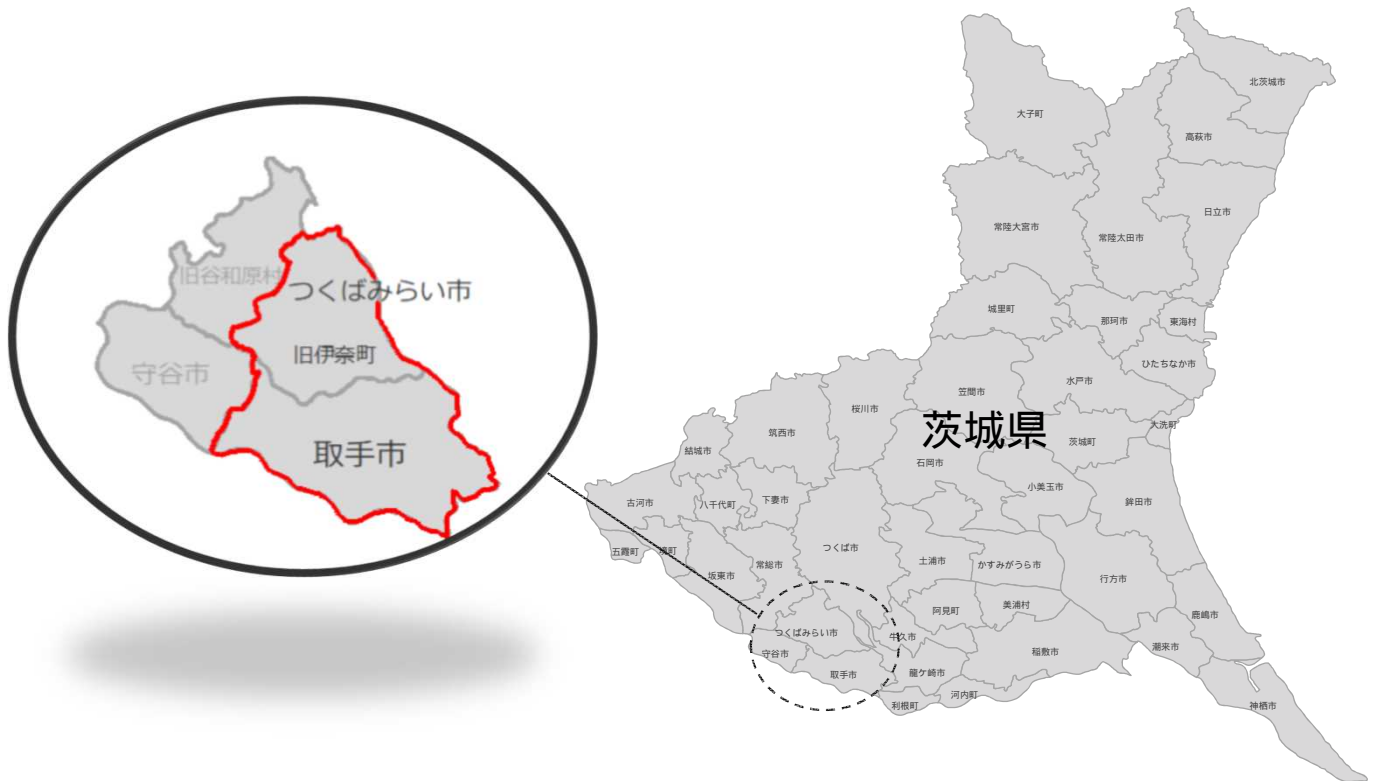 旧谷和原村
つくばみらい市
旧伊奈町
守谷市
取手市
茨城県
北茨城市
大子町
高萩市
日立市
常陸大宮市
常陸太田市
城里町
那珂市
東海村
ひたちなか市
水戸市
笠間市
桜川市
大洗町
茨城町
筑西市
結城市
石岡市
小美玉市
鉾田市
古河市
八千代町
下妻市
つくば市
五霞町
境町
坂東市
常総市
土浦市
かすみがうら市
行方市
阿見町
美浦村
鹿嶋市
つくばみらい市
牛久市
守谷市
稲敷市
潮来市
取手市
龍ケ崎市
河内町
利根町
神栖市